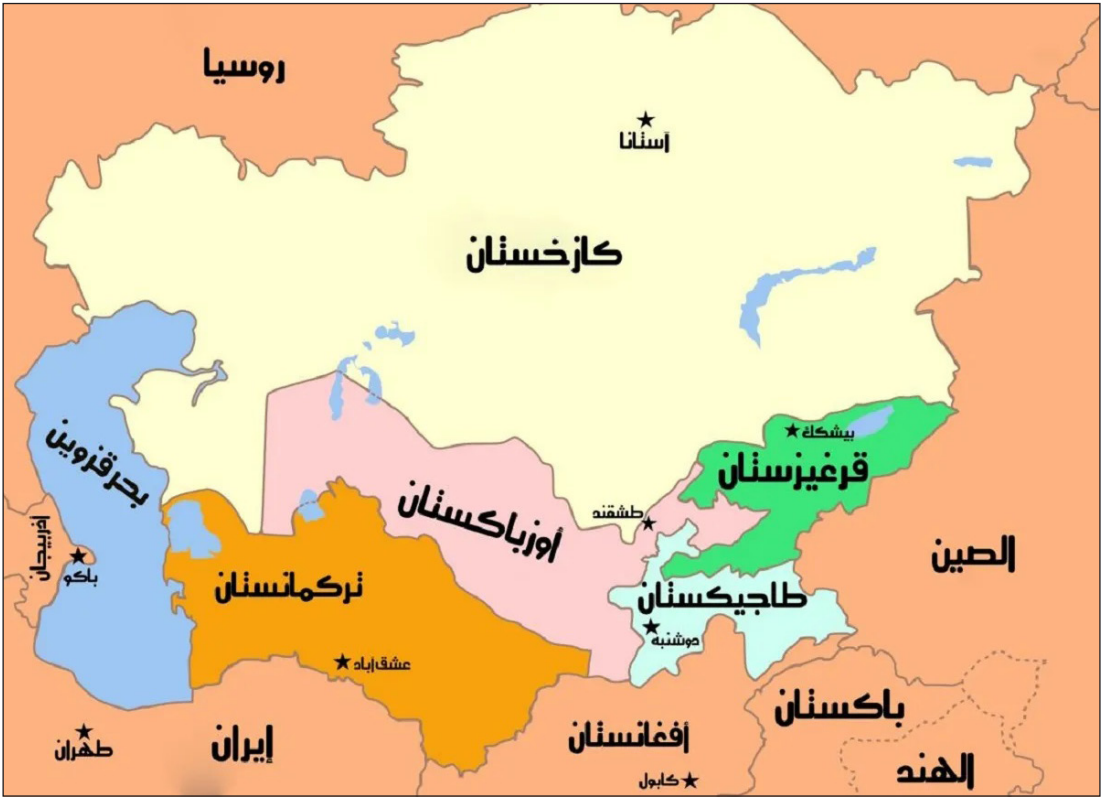 روسيا
آستانا
كازخستان
بيشكك
قرغيزستان
بحر قزوين
أوزباكستان
طشقند
الصين
أذربيجان
باكو
تركمانستان
طاجيكستان
دوشنبه
عشق آباد
باكستان
أفغانستان
إيران
طهران
الهند
كابول